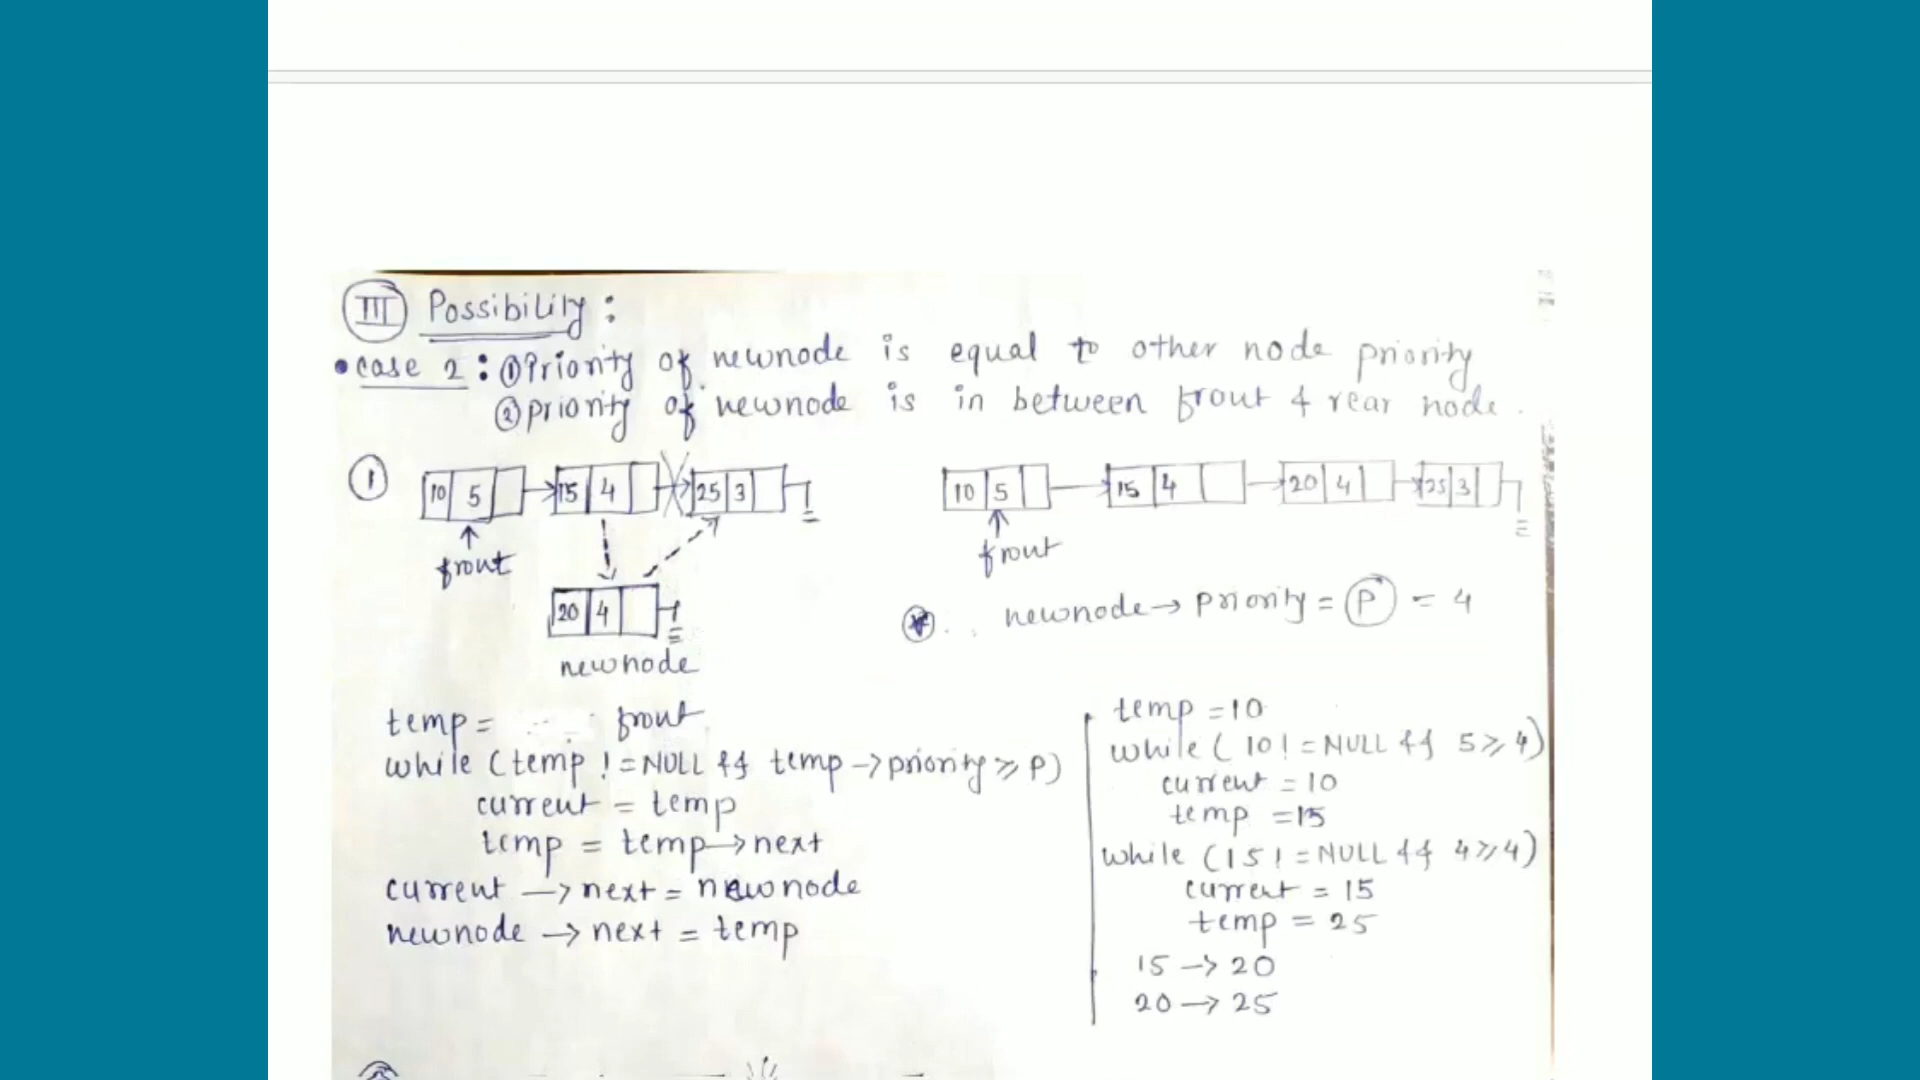 III Possibility :
• case 2 : ① Priority of newnode is equal to other node priority
② priority of newnode is in between front & rear node.
①
10 5 → 15 4 → 25 3
front
20 4
newnode
10 5 → 15 4 → 20 4 → 25 3
front
newnode → priority = P = 4
temp = front
while (temp != NULL && temp → priority ≥ P)
current = temp
temp = temp → next
current → next = newnode
newnode → next = temp
temp = 10
while (10 != NULL && 5 ≥ 4)
current = 10
temp = 15
while (15 != NULL && 4 ≥ 4)
current = 15
temp = 25
15 → 20
20 → 25